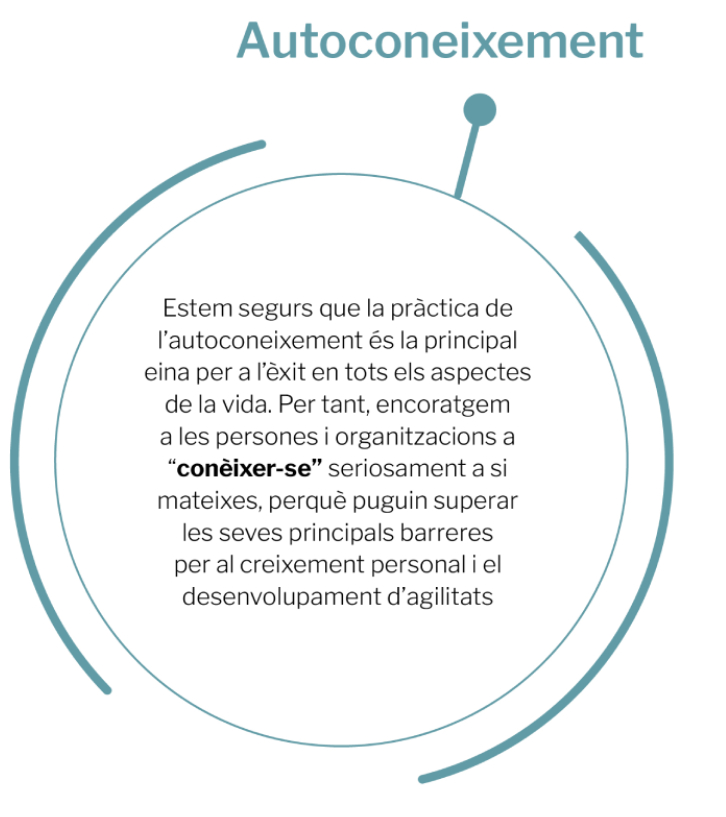 Autoconeixement
Estem segurs que la pràctica de
l’autoconeixement és la principal
eina per a l’èxit en tots els aspectes
de la vida. Per tant, encoratgem
a les persones i organitzacions a
“conèixer-se” seriosament a si
mateixes, perquè puguin superar
les seves principals barreres
per al creixement personal i el
desenvolupament d’agilitats